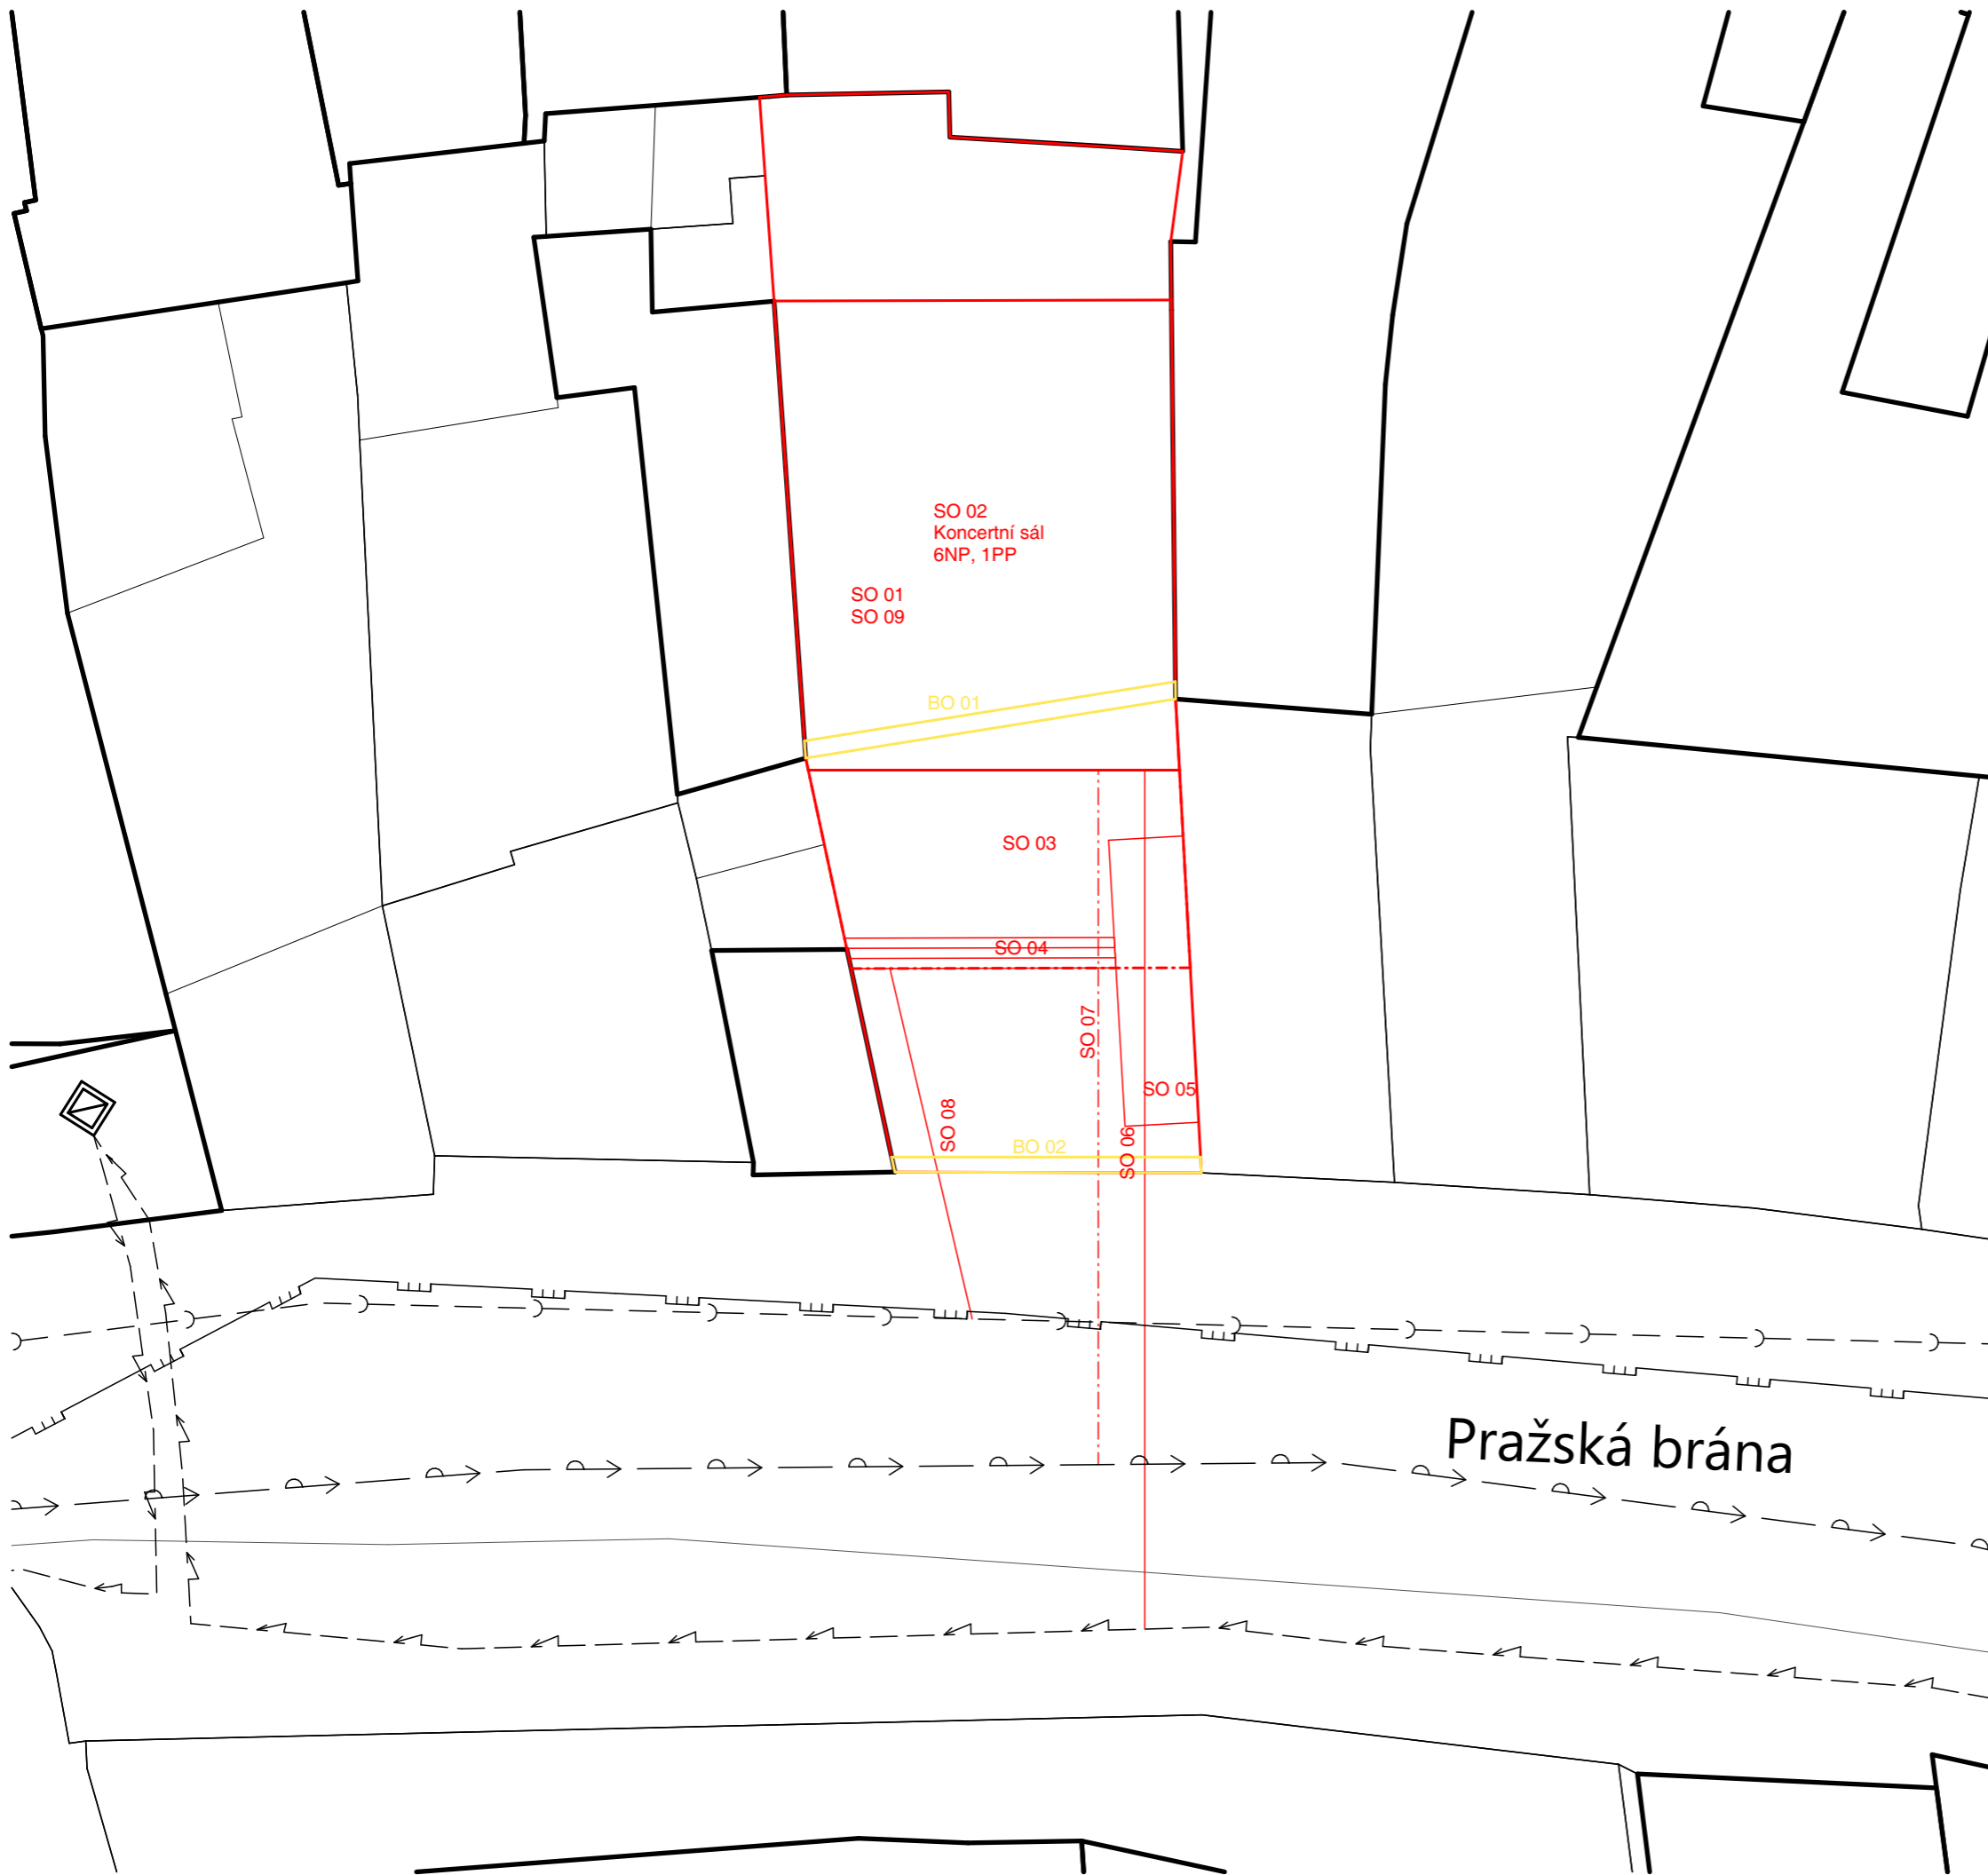 SO 02
Koncertní sál
6NP, 1PP
SO 01
SO 09
BO 01
SO 03
SO 04
SO 07
SO 05
SO 08
SO 06
BO 02
Pražská brána